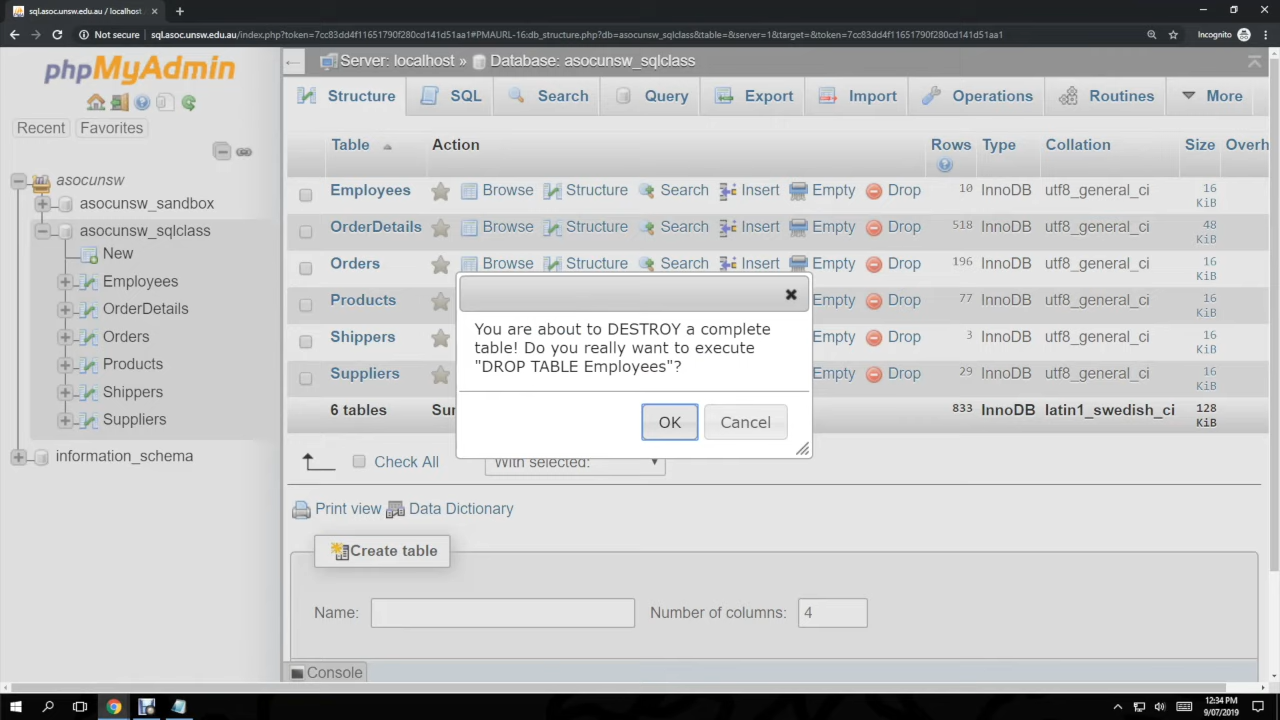 sql.asoc.unsw.edu.au / localhost
Not secure sql.asoc.unsw.edu.au/index.php?token=7cc83dd4f11651790f280cd141d51aa1#PMAURL-16:db_structure.php?db=asocunsw_sqlclass&table=&server=1&target=&token=7cc83dd4f11651790f280cd141d51aa1 Incognito
phpMyAdmin
Recent Favorites
asocunsw
asocunsw_sandbox
asocunsw_sqlclass
New
Employees
OrderDetails
Orders
Products
Shippers
Suppliers
information_schema
Server: localhost » Database: asocunsw_sqlclass
Structure SQL Search Query Export Import Operations Routines More
Table Action Rows Type Collation Size Overh
Employees Browse Structure Search Insert Empty Drop 10 InnoDB utf8_general_ci 16 KiB
OrderDetails Browse Structure Search Insert Empty Drop 518 InnoDB utf8_general_ci 48 KiB
Orders Browse Structure Search Insert Empty Drop 196 InnoDB utf8_general_ci 16 KiB
Products Empty Drop 77 InnoDB utf8_general_ci 16 KiB
Shippers Empty Drop 3 InnoDB utf8_general_ci 16 KiB
Suppliers Empty Drop 29 InnoDB utf8_general_ci 16 KiB
6 tables Su 833 InnoDB latin1_swedish_ci 128 KiB
You are about to DESTROY a complete
table! Do you really want to execute
"DROP TABLE Employees"?
OK Cancel
Check All With selected:
Print view Data Dictionary
Create table
Name: Number of columns: 4
Console
12:34 PM
9/07/2019